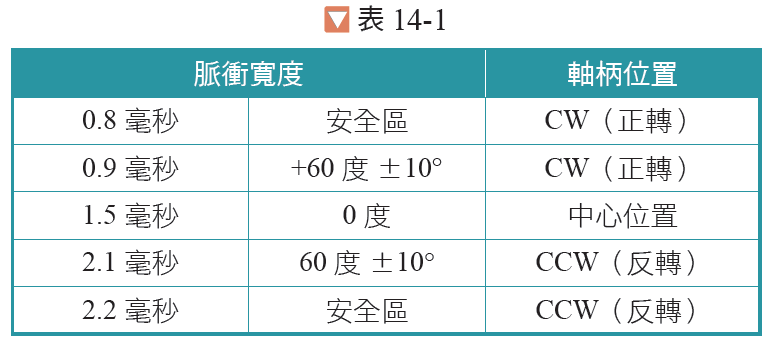 表 14-1
脈衝寬度 軸柄位置
0.8 毫秒 安全區 CW（正轉）
0.9 毫秒 +60 度 ±10° CW（正轉）
1.5 毫秒 0 度 中心位置
2.1 毫秒 60 度 ±10° CCW（反轉）
2.2 毫秒 安全區 CCW（反轉）